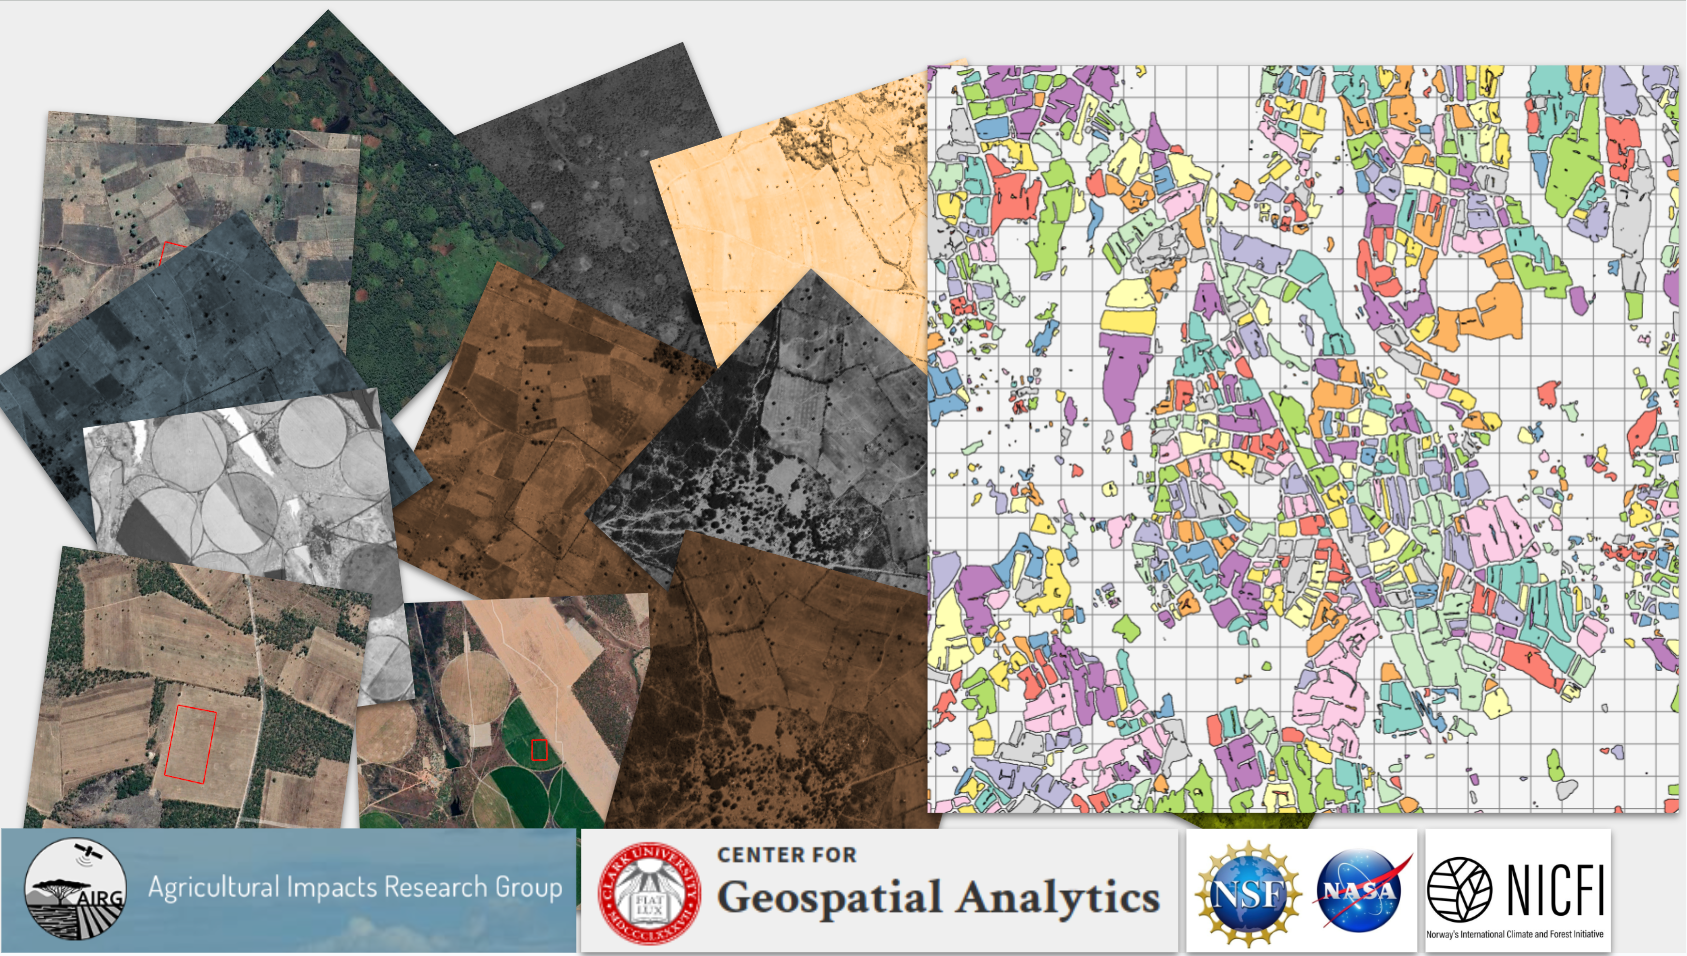 AIRG
Agricultural Impacts Research Group
CLARK UNIVERSITY
FIAT
LUX
MDCCCLXXXVII
CENTER FOR
Geospatial Analytics
NSF
NASA
NICFI
Norway's International Climate and Forest Initiative